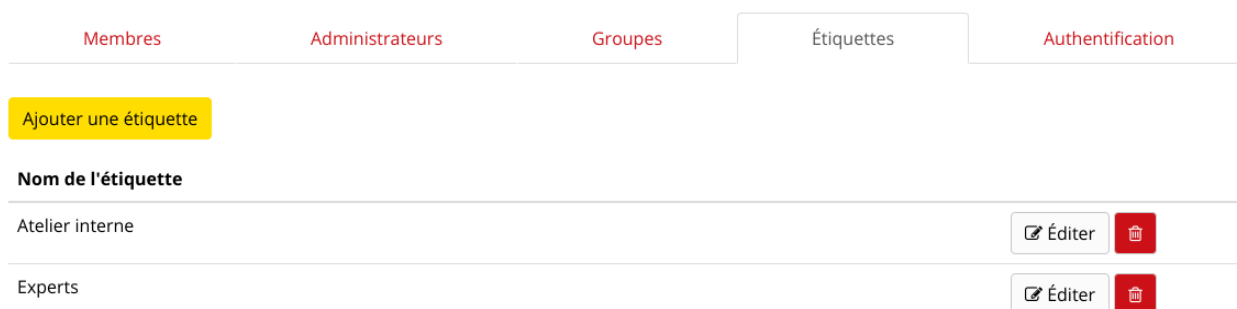 Membres Administrateurs Groupes Étiquettes Authentification
Ajouter une étiquette
Nom de l'étiquette
Atelier interne Éditer
Experts Éditer